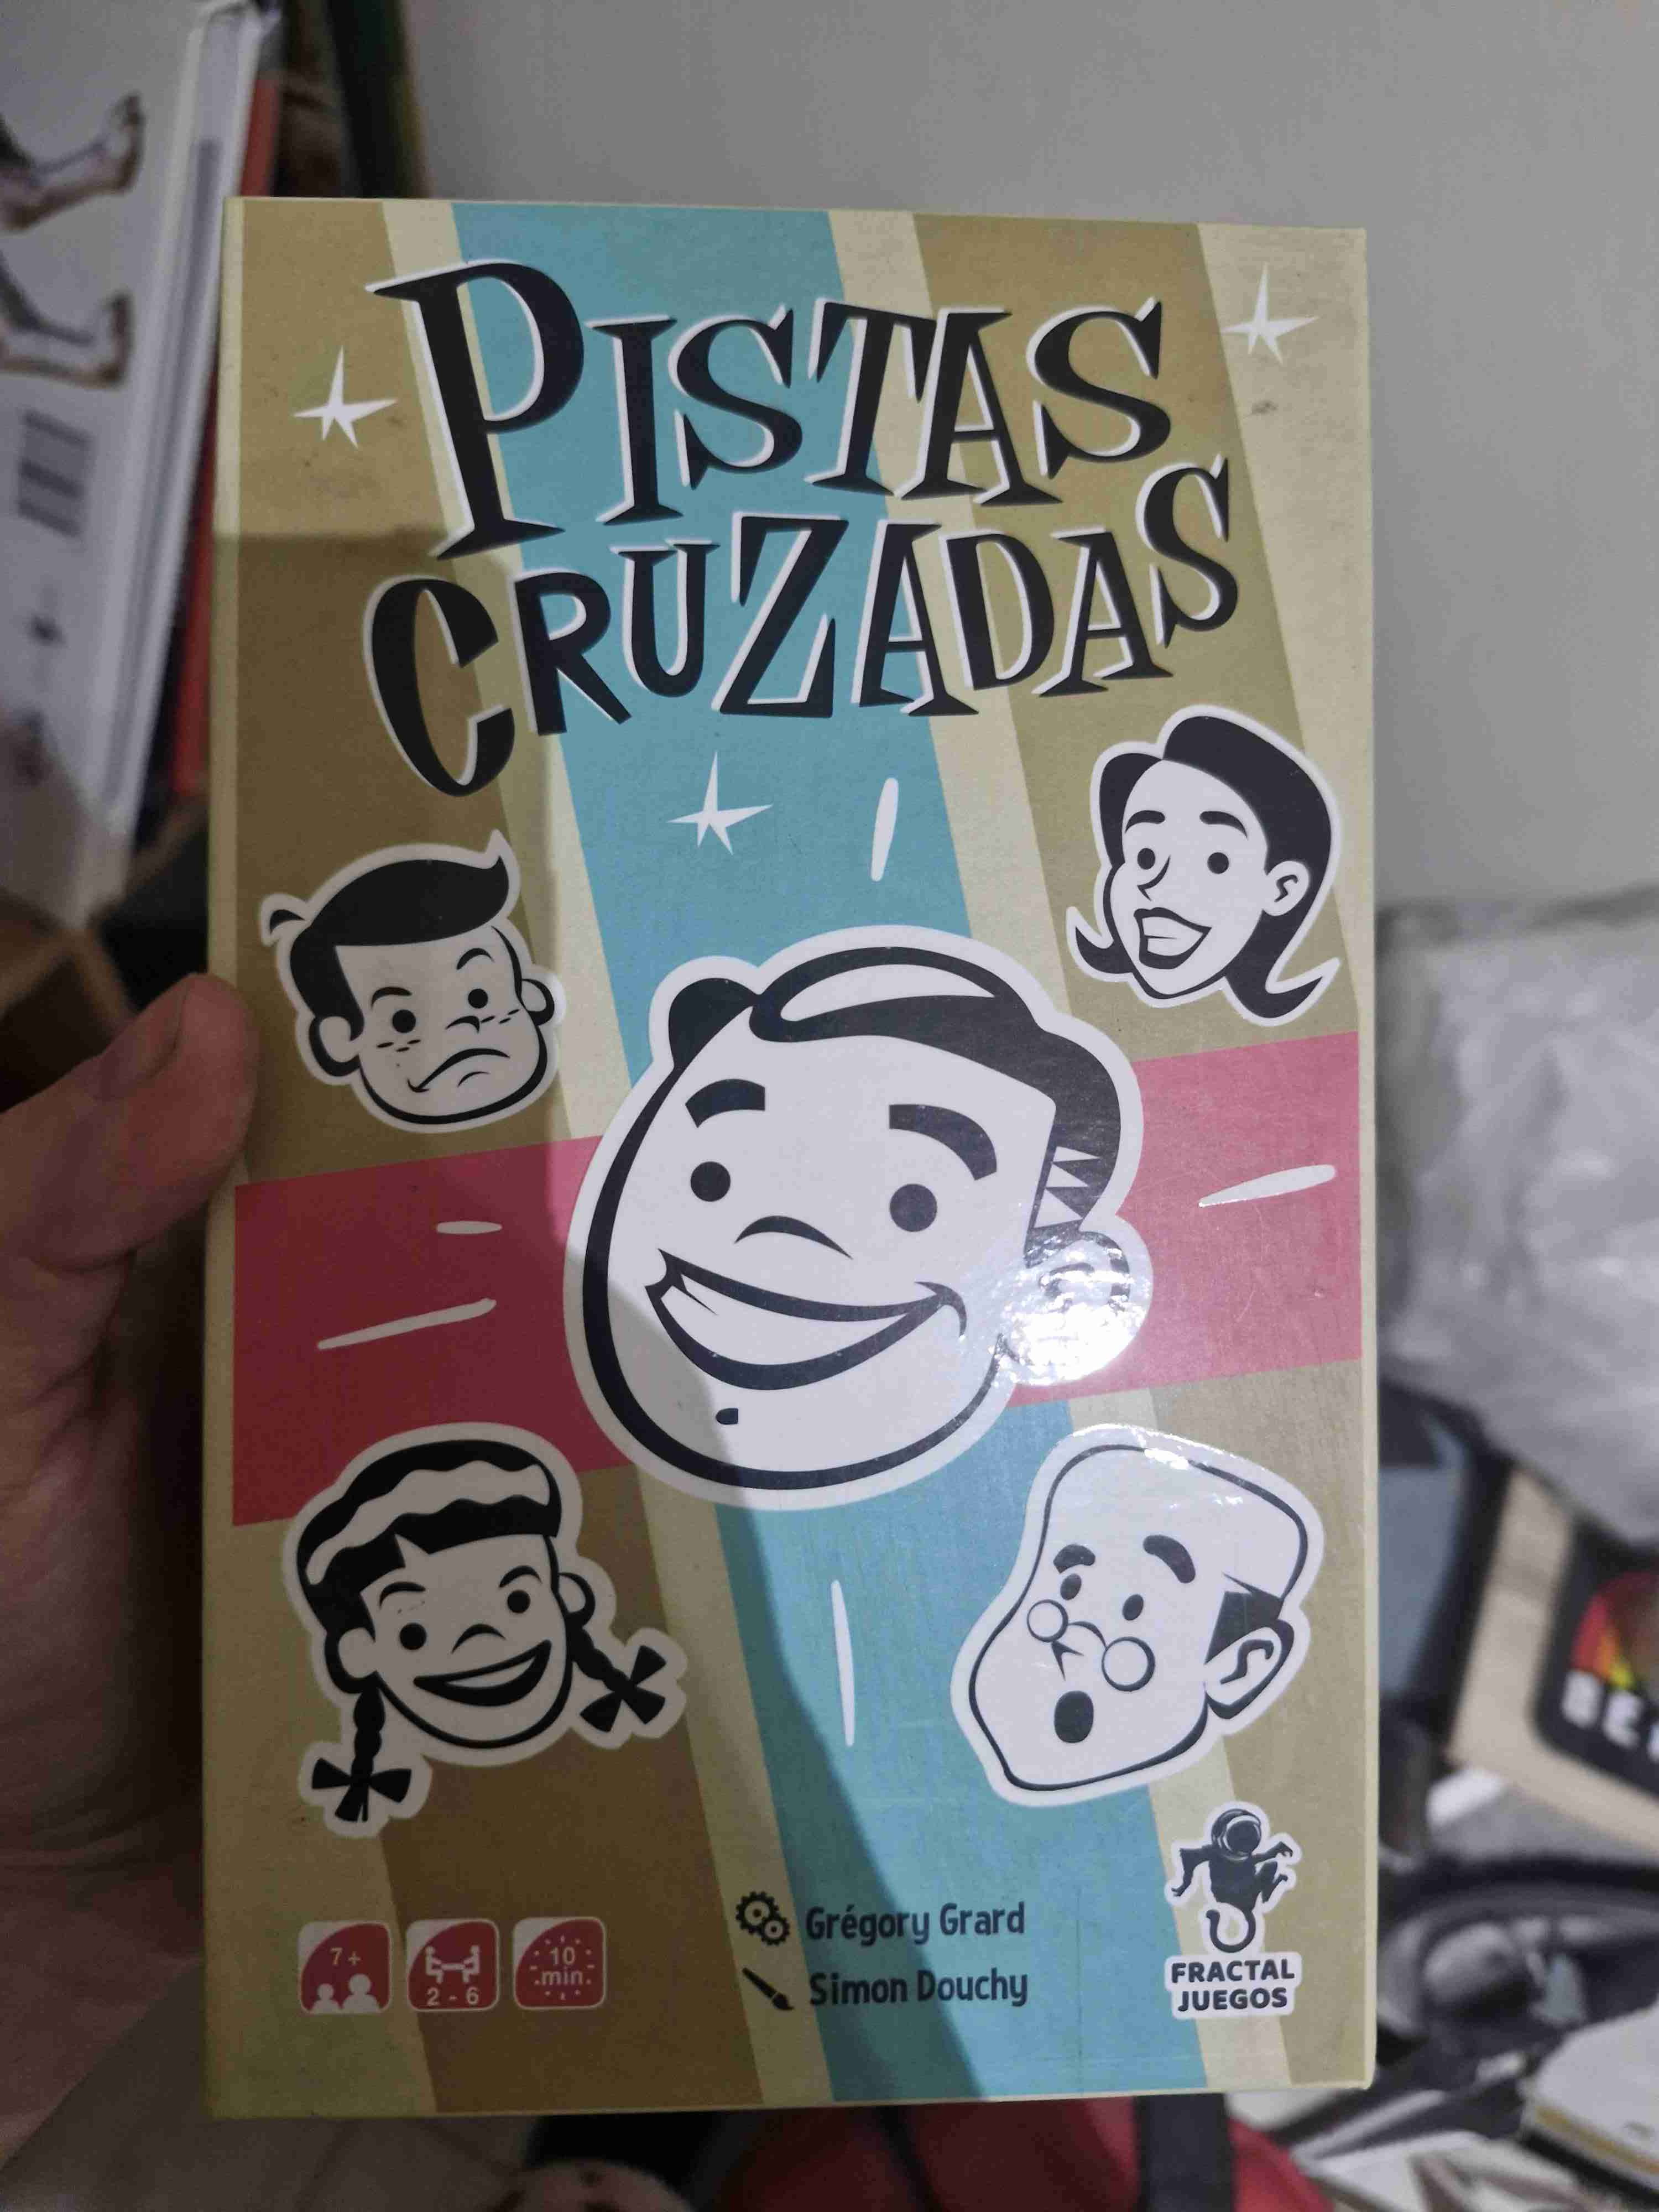 PISTAS
CRUZADAS
7+
2 - 6
10
min.
Grégory Grard
Simon Douchy
FRACTAL
JUEGOS